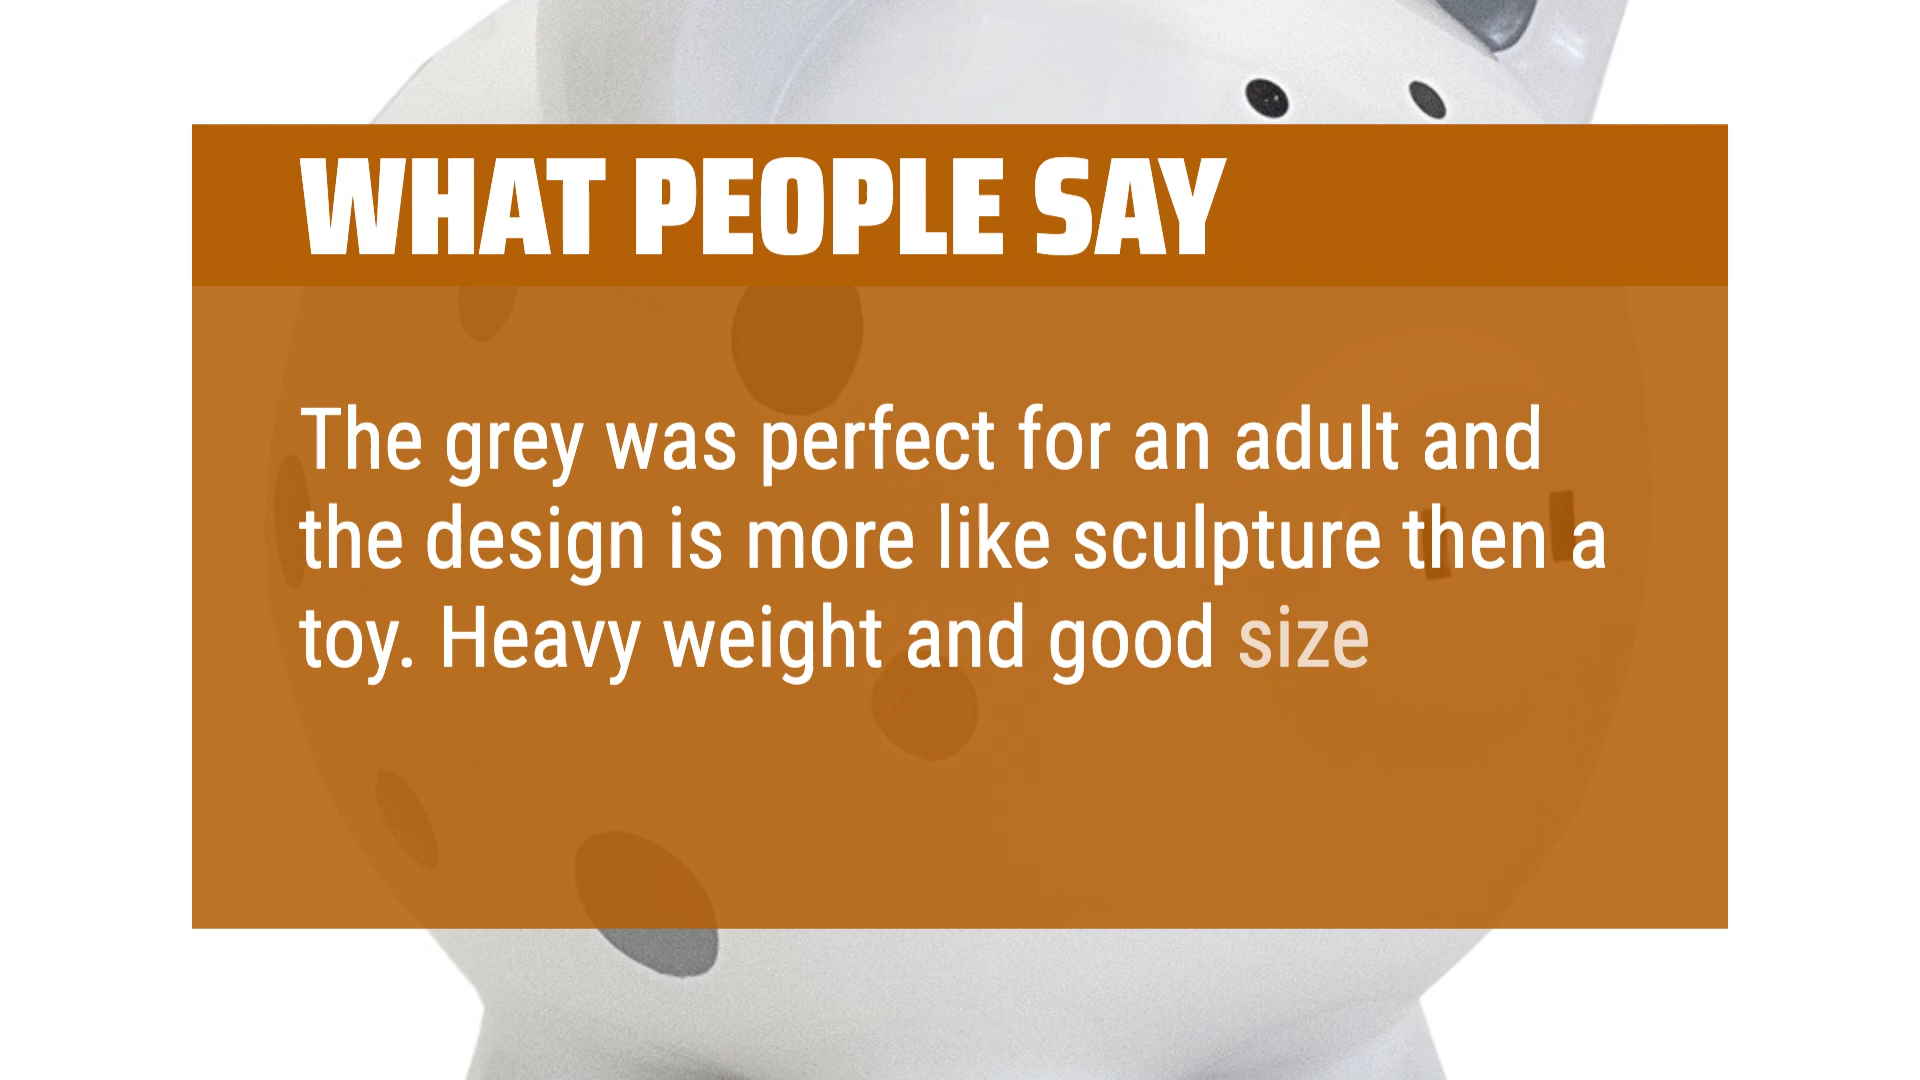 WHAT PEOPLE SAY
The grey was perfect for an adult and
the design is more like sculpture then a
toy. Heavy weight and good size